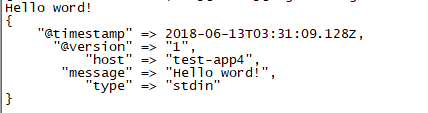 Hello word!
{
    "@timestamp" => 2018-06-13T03:31:09.128Z,
      "@version" => "1",
          "host" => "test-app4",
       "message" => "Hello word!",
          "type" => "stdin"
}